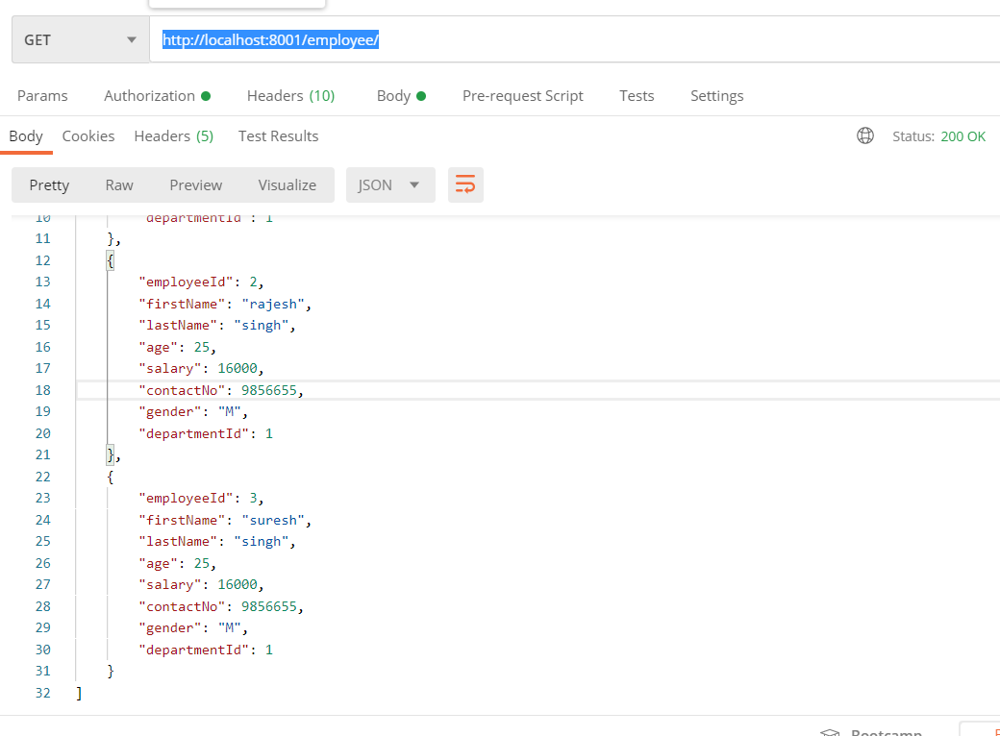 GET http://localhost:8001/employee/
Params Authorization Headers (10) Body Pre-request Script Tests Settings
Body Cookies Headers (5) Test Results Status: 200 OK
Pretty Raw Preview Visualize JSON
10 "departmentId": 1
11 },
12 {
13 "employeeId": 2,
14 "firstName": "rajesh",
15 "lastName": "singh",
16 "age": 25,
17 "salary": 16000,
18 "contactNo": 9856655,
19 "gender": "M",
20 "departmentId": 1
21 },
22 {
23 "employeeId": 3,
24 "firstName": "suresh",
25 "lastName": "singh",
26 "age": 25,
27 "salary": 16000,
28 "contactNo": 9856655,
29 "gender": "M",
30 "departmentId": 1
31 }
32 ]
Bootcamp